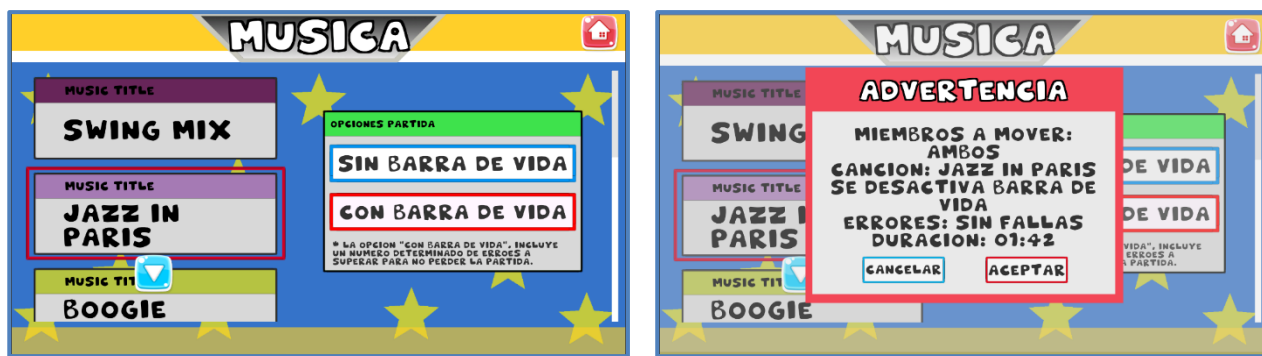 MUSICA
MUSIC TITLE
SWING MIX
MUSIC TITLE
JAZZ IN
PARIS
MUSIC TIT
BOOGIE
OPCIONES PARTIDA
SIN BARRA DE VIDA
CON BARRA DE VIDA
* LA OPCION "CON BARRA DE VIDA", INCLUYE
UN NUMERO DETERMINADO DE ERROES A
SUPERAR PARA NO PERDER LA PARTIDA.
MUSICA
MUSIC TITLE
SWING
MUSIC TITLE
JAZZ I
PARIS
MUSIC TIT
BOOGIE
ADVERTENCIA
MIEMBROS A MOVER:
AMBOS
CANCION: JAZZ IN PARIS
SE DESACTIVA BARRA DE
VIDA
ERRORES: SIN FALLAS
DURACION: 01:42
CANCELAR
ACEPTAR
DE VIDA
DE VIDA
VIDA", INCLUYE
ERROES A
A PARTIDA.